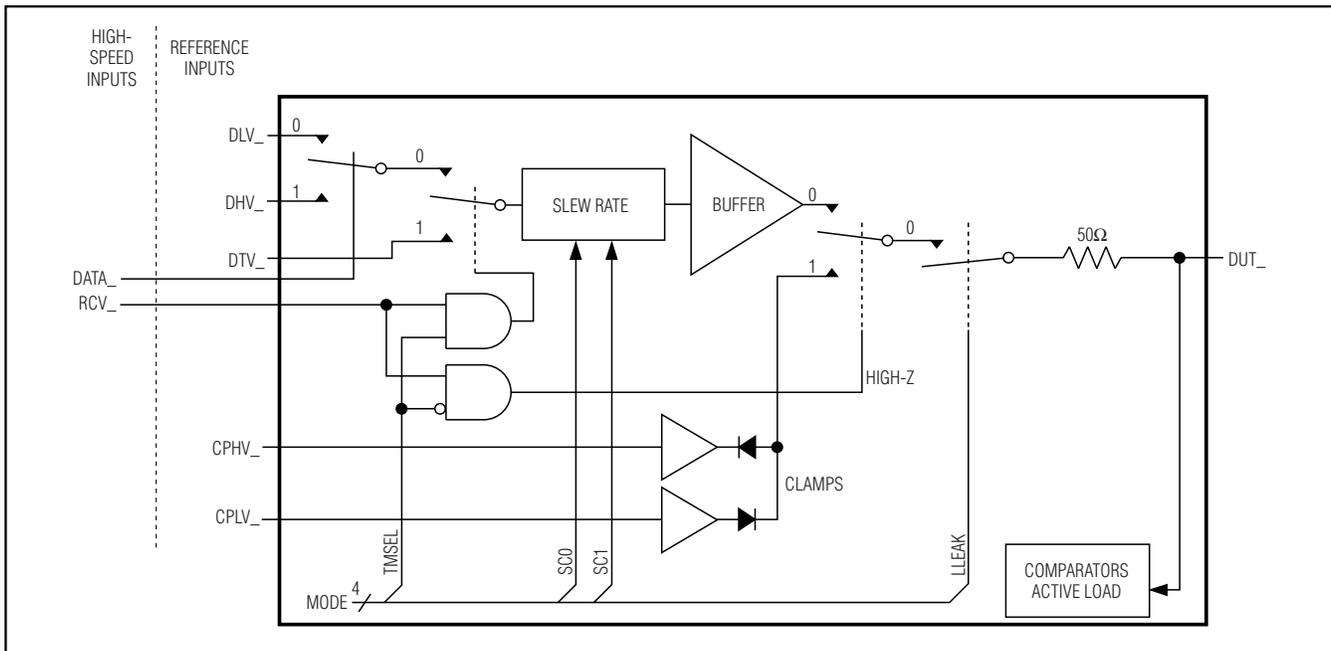 HIGH-
SPEED
INPUTS
REFERENCE
INPUTS
DLV_
0
DHV_
1
0
DTV_
1
DATA_
RCV_
SLEW RATE
BUFFER
0
1
0
50Ω
DUT_
HIGH-Z
CPHV_
CPLV_
CLAMPS
TMSEL
SC0
SC1
LLEAK
MODE
4
COMPARATORS
ACTIVE LOAD